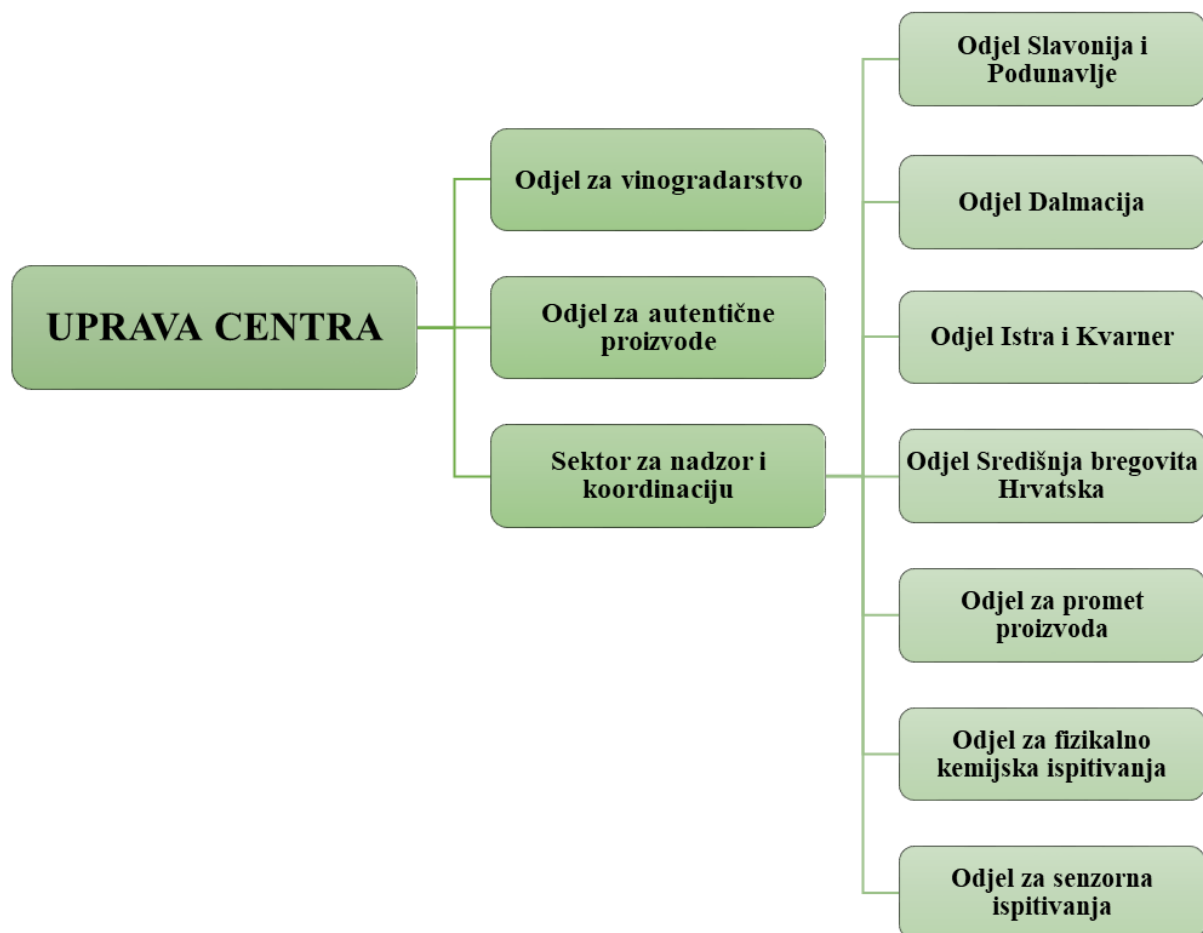 UPRAVA CENTRA
Odjel za vinogradarstvo
Odjel za autentične
proizvode
Sektor za nadzor i
koordinaciju
Odjel Slavonija i
Podunavlje
Odjel Dalmacija
Odjel Istra i Kvarner
Odjel Središnja bregovita
Hrvatska
Odjel za promet
proizvoda
Odjel za fizikalno
kemijska ispitivanja
Odjel za senzorna
ispitivanja